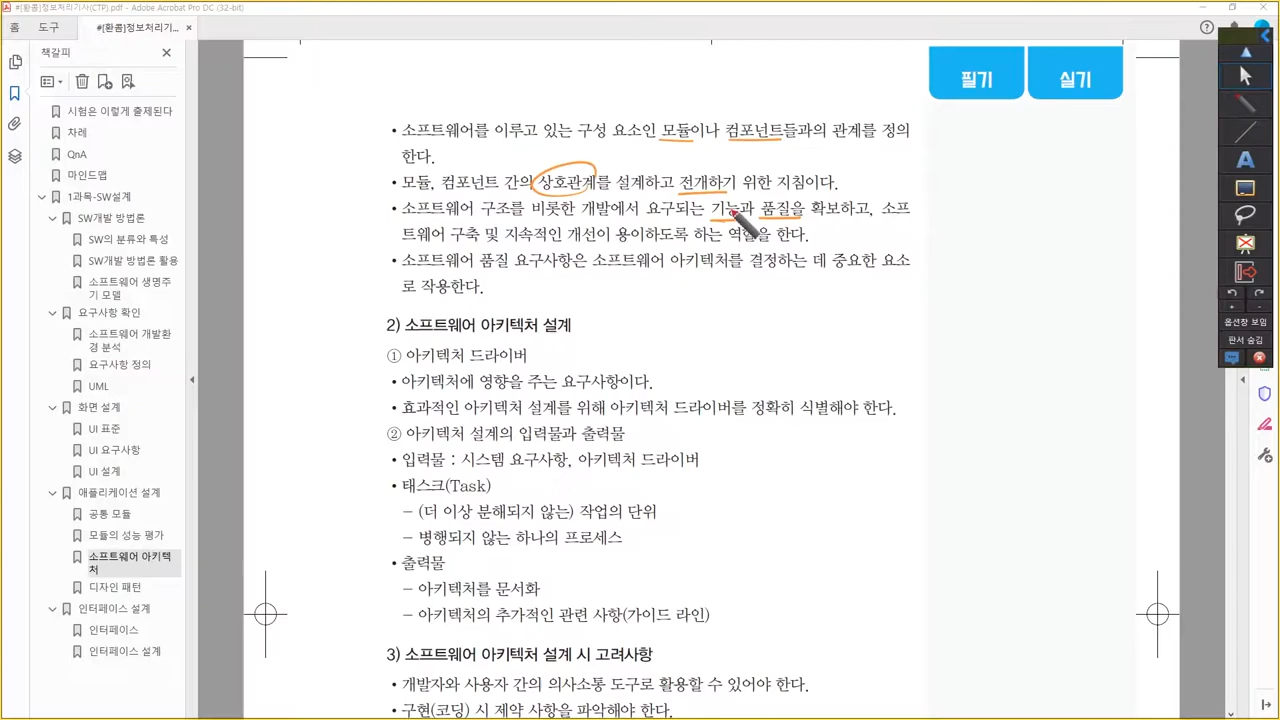 #[환콤]정보처리기사(CTP).pdf - Adobe Acrobat Pro DC (32-bit)
홈 도구 #[환콤]정보처리기... ×
책갈피
시험은 이렇게 출제된다
차례
QnA
마인드맵
1과목-SW설계
SW개발 방법론
SW의 분류와 특성
SW개발 방법론 활용
소프트웨어 생명주
기 모델
요구사항 확인
소프트웨어 개발환
경 분석
요구사항 정의
UML
화면 설계
UI 표준
UI 요구사항
UI 설계
애플리케이션 설계
공통 모듈
모듈의 성능 평가
소프트웨어 아키텍
처
디자인 패턴
인터페이스 설계
인터페이스
인터페이스 설계
필기 실기
• 소프트웨어를 이루고 있는 구성 요소인 모듈이나 컴포넌트들과의 관계를 정의
한다.
• 모듈, 컴포넌트 간의 상호관계를 설계하고 전개하기 위한 지침이다.
• 소프트웨어 구조를 비롯한 개발에서 요구되는 기능과 품질을 확보하고, 소프
트웨어 구축 및 지속적인 개선이 용이하도록 하는 역할을 한다.
• 소프트웨어 품질 요구사항은 소프트웨어 아키텍처를 결정하는 데 중요한 요소
로 작용한다.
2) 소프트웨어 아키텍처 설계
① 아키텍처 드라이버
• 아키텍처에 영향을 주는 요구사항이다.
• 효과적인 아키텍처 설계를 위해 아키텍처 드라이버를 정확히 식별해야 한다.
② 아키텍처 설계의 입력물과 출력물
• 입력물 : 시스템 요구사항, 아키텍처 드라이버
• 태스크(Task)
– (더 이상 분해되지 않는) 작업의 단위
– 병행되지 않는 하나의 프로세스
• 출력물
– 아키텍처를 문서화
– 아키텍처의 추가적인 관련 사항(가이드 라인)
3) 소프트웨어 아키텍처 설계 시 고려사항
• 개발자와 사용자 간의 의사소통 도구로 활용할 수 있어야 한다.
• 구현(코딩) 시 제약 사항을 파악해야 한다.
옵션창 보임
판서 숨김